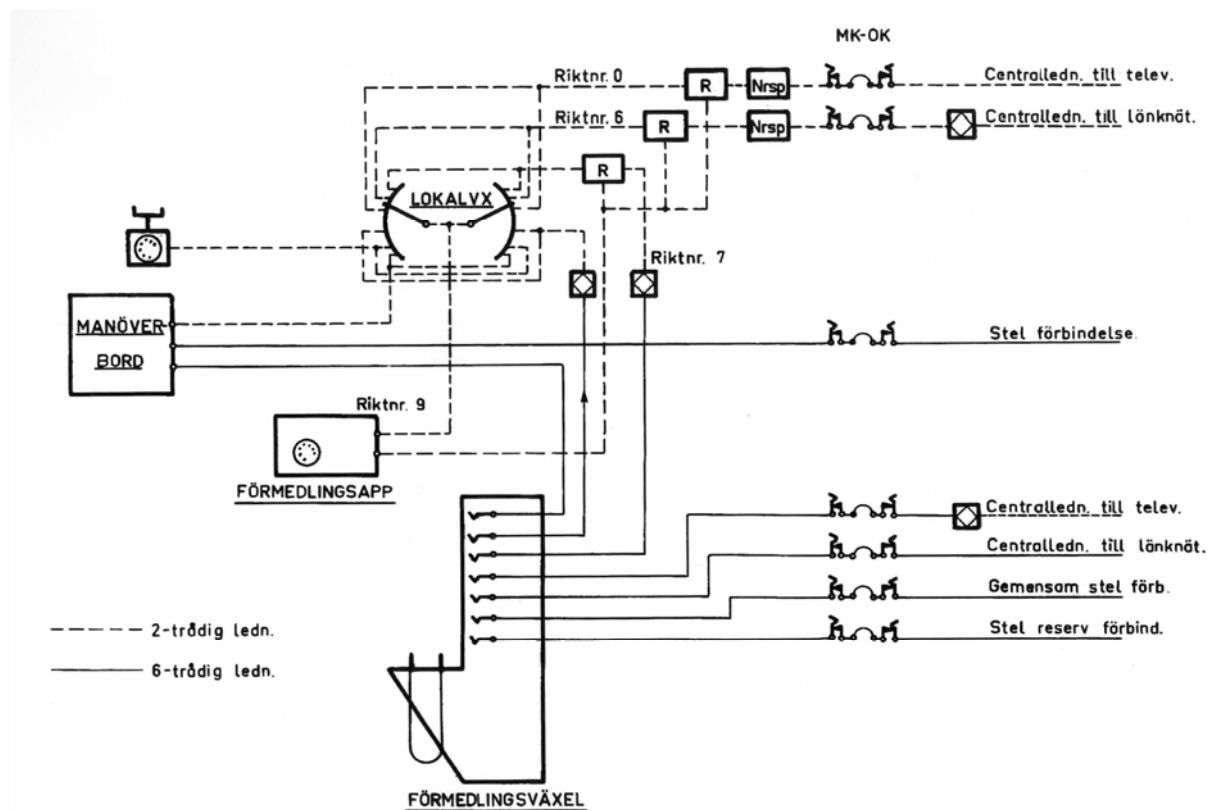 MK-OK
Riktnr. 0
R
Nrsp
Centralledn. till telev.
Riktnr. 6
R
Nrsp
Centralledn. till länknät.
R
LOKALVX
Riktnr. 7
MANÖVER-
BORD
Stel förbindelse.
Riktnr. 9
FÖRMEDLINGSAPP
Centralledn. till telev.
Centralledn. till länknät.
Gemensam stel förb.
Stel reserv förbind.
2-trådig ledn.
6-trådig ledn.
FÖRMEDLINGSVÄXEL